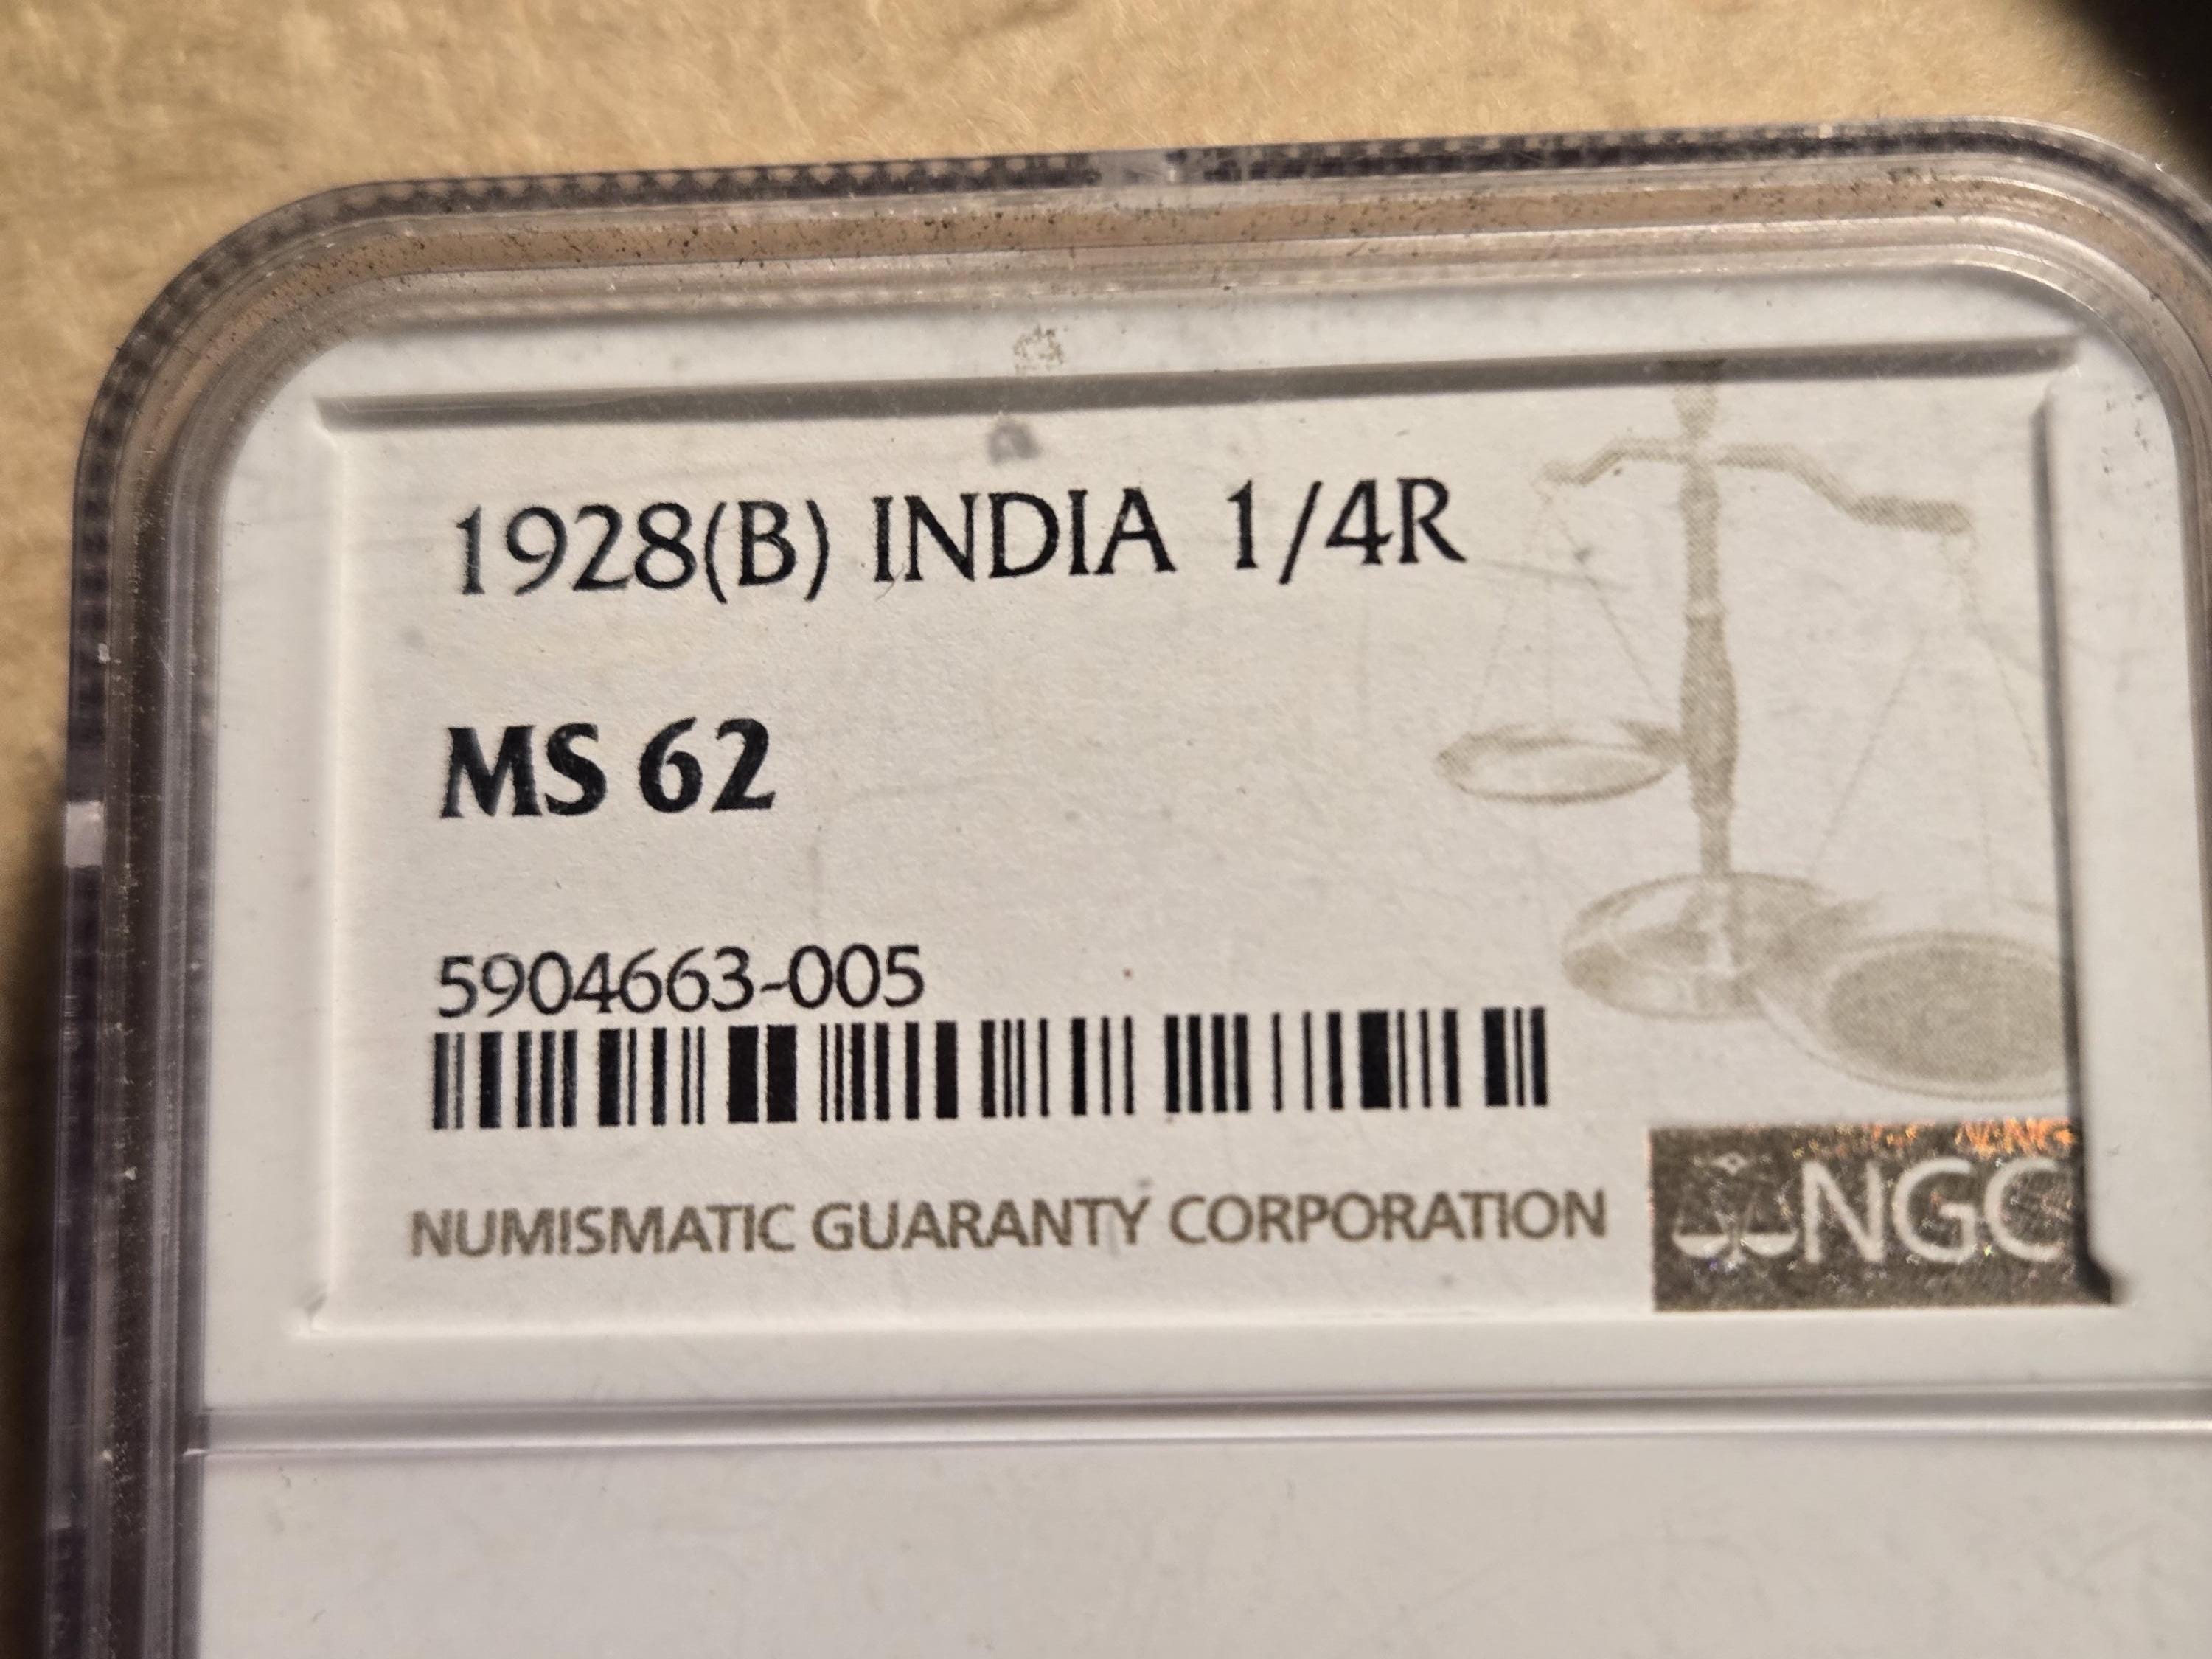 1928(B) INDIA 1/4R
MS 62
5904663-005
NUMISMATIC GUARANTY CORPORATION
NGC